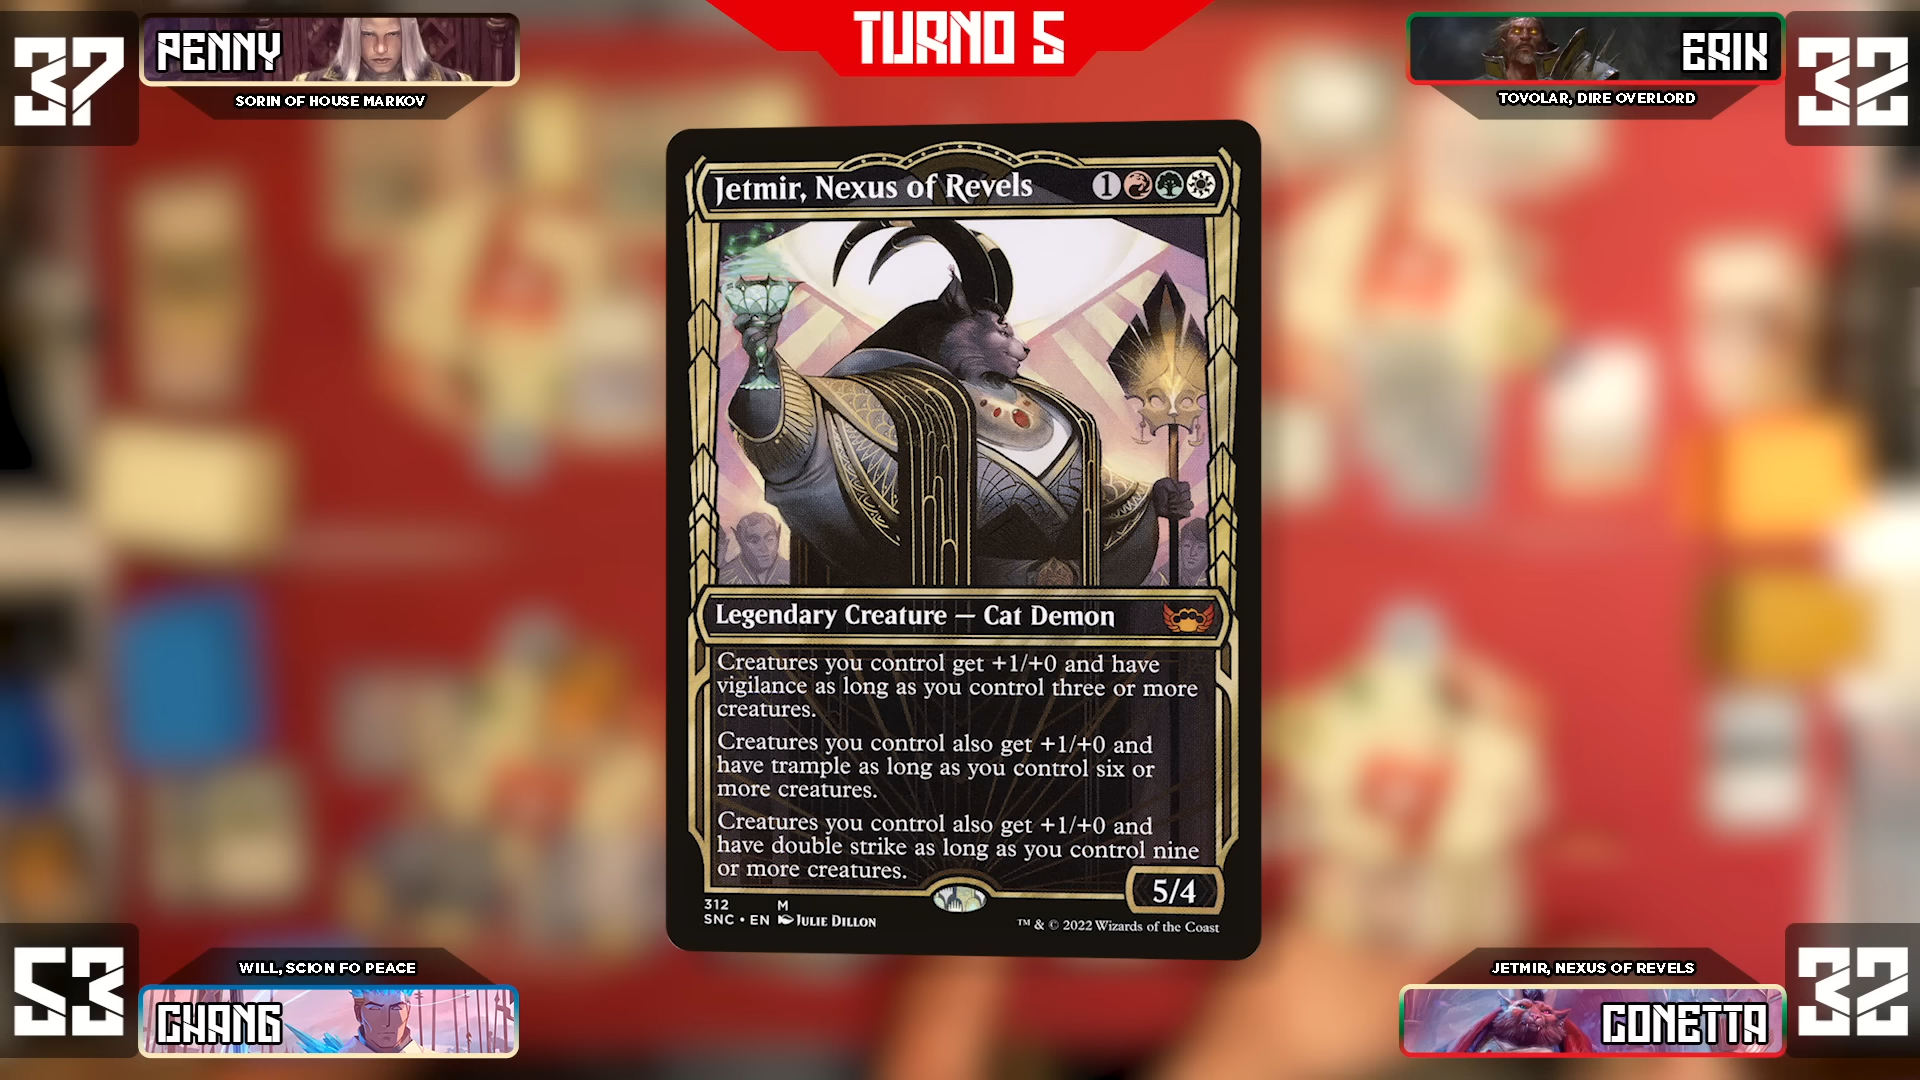 37
PENNY
SORIN OF HOUSE MARKOV
TURNO 5
ERIK
32
TOVOLAR, DIRE OVERLORD
Jetmir, Nexus of Revels 1
Legendary Creature — Cat Demon
Creatures you control get +1/+0 and have
vigilance as long as you control three or more
creatures.
Creatures you control also get +1/+0 and
have trample as long as you control six or
more creatures.
Creatures you control also get +1/+0 and
have double strike as long as you control nine
or more creatures.
5/4
312 M
SNC • EN JULIE DILLON
™ & © 2022 Wizards of the Coast
53
WILL, SCION FO PEACE
CHANG
JETMIR, NEXUS OF REVELS
GONETTA
32